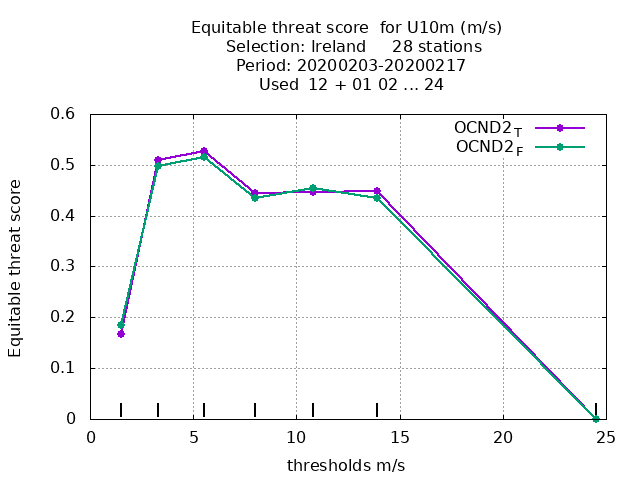 Equitable threat score  for U10m (m/s)
Selection: Ireland     28 stations
Period: 20200203-20200217
Used  12 + 01 02 ... 24
OCND2_T
OCND2_F
Equitable threat score
0.6
0.5
0.4
0.3
0.2
0.1
0
0 5 10 15 20 25
thresholds m/s